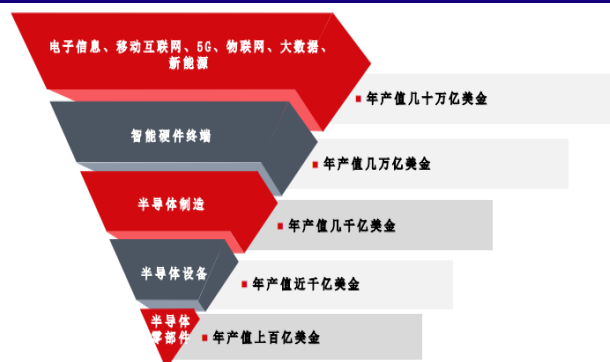 电子信息、移动互联网、5G、物联网、大数据、
新能源
年产值几十万亿美金
智能硬件终端
年产值几万亿美金
半导体制造
年产值几千亿美金
半导体设备
年产值近千亿美金
半导体
零部件
年产值上百亿美金